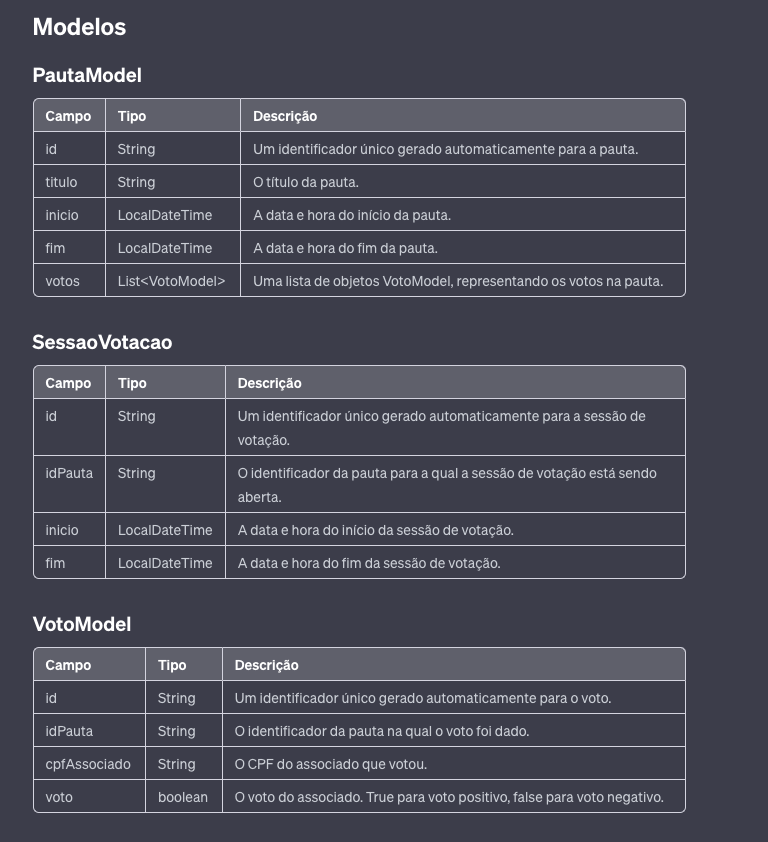 Modelos
PautaModel
Campo Tipo Descrição
id String Um identificador único gerado automaticamente para a pauta.
titulo String O título da pauta.
inicio LocalDateTime A data e hora do início da pauta.
fim LocalDateTime A data e hora do fim da pauta.
votos List<VotoModel> Uma lista de objetos VotoModel, representando os votos na pauta.
SessaoVotacao
Campo Tipo Descrição
id String Um identificador único gerado automaticamente para a sessão de
votação.
idPauta String O identificador da pauta para a qual a sessão de votação está sendo
aberta.
inicio LocalDateTime A data e hora do início da sessão de votação.
fim LocalDateTime A data e hora do fim da sessão de votação.
VotoModel
Campo Tipo Descrição
id String Um identificador único gerado automaticamente para o voto.
idPauta String O identificador da pauta na qual o voto foi dado.
cpfAssociado String O CPF do associado que votou.
voto boolean O voto do associado. True para voto positivo, false para voto negativo.